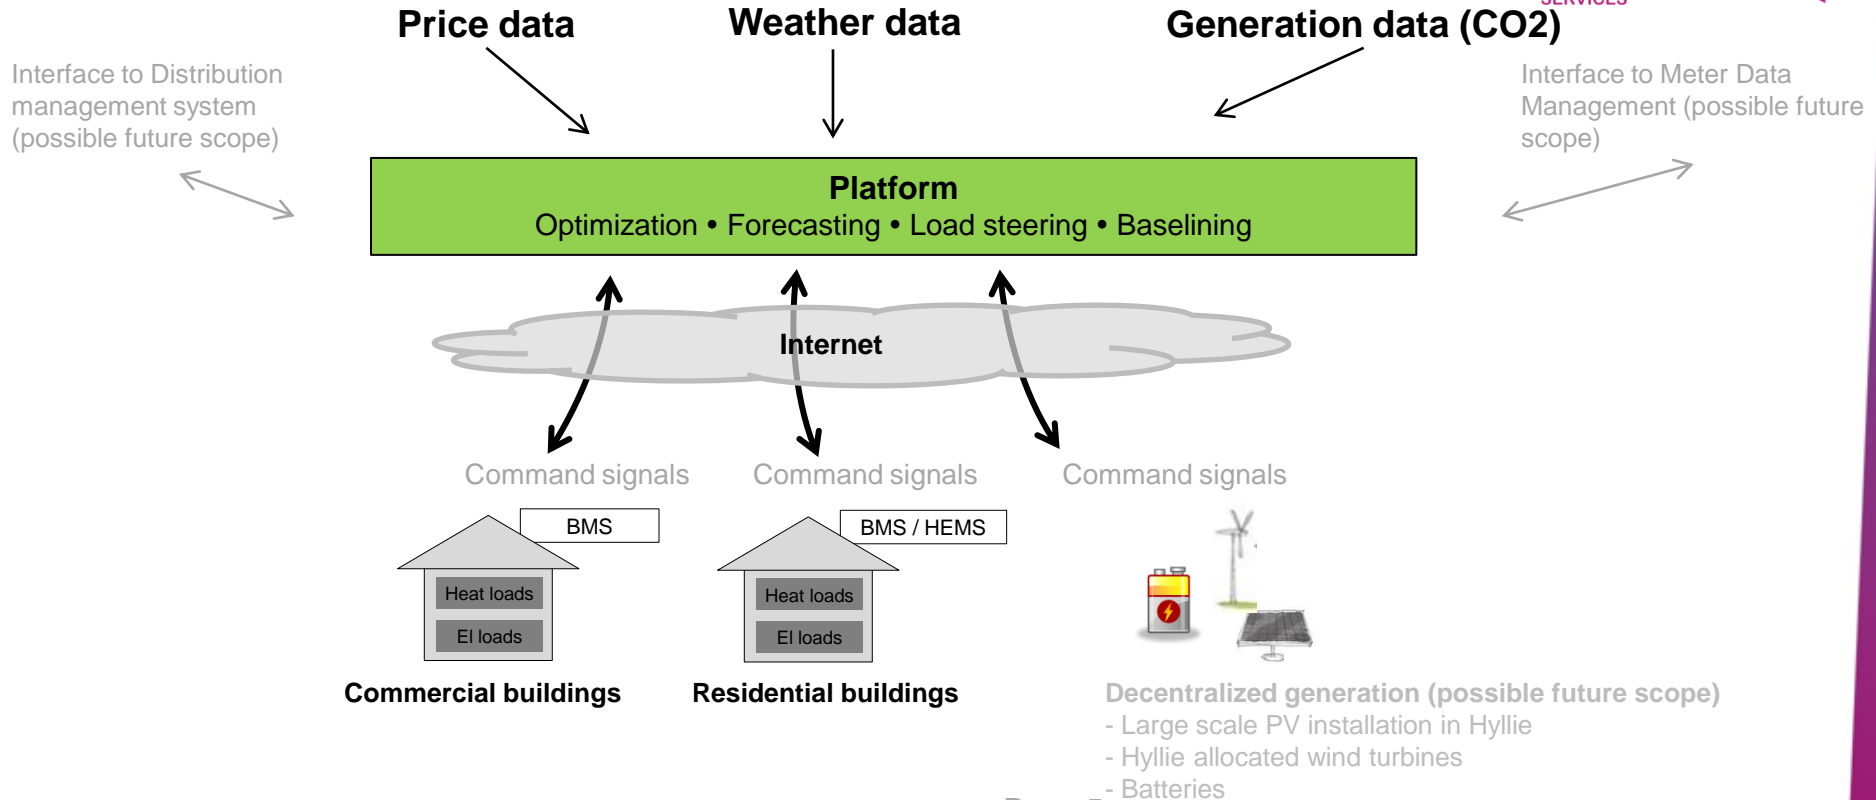 SERVICES
Price data
Weather data
Generation data (CO2)
Interface to Distribution
management system
(possible future scope)
Interface to Meter Data
Management (possible future
scope)
Platform
Optimization • Forecasting • Load steering • Baselining
Internet
Command signals
Command signals
Command signals
BMS
BMS / HEMS
Heat loads
El loads
Heat loads
El loads
Commercial buildings
Residential buildings
Decentralized generation (possible future scope)
- Large scale PV installation in Hyllie
- Hyllie allocated wind turbines
- Batteries